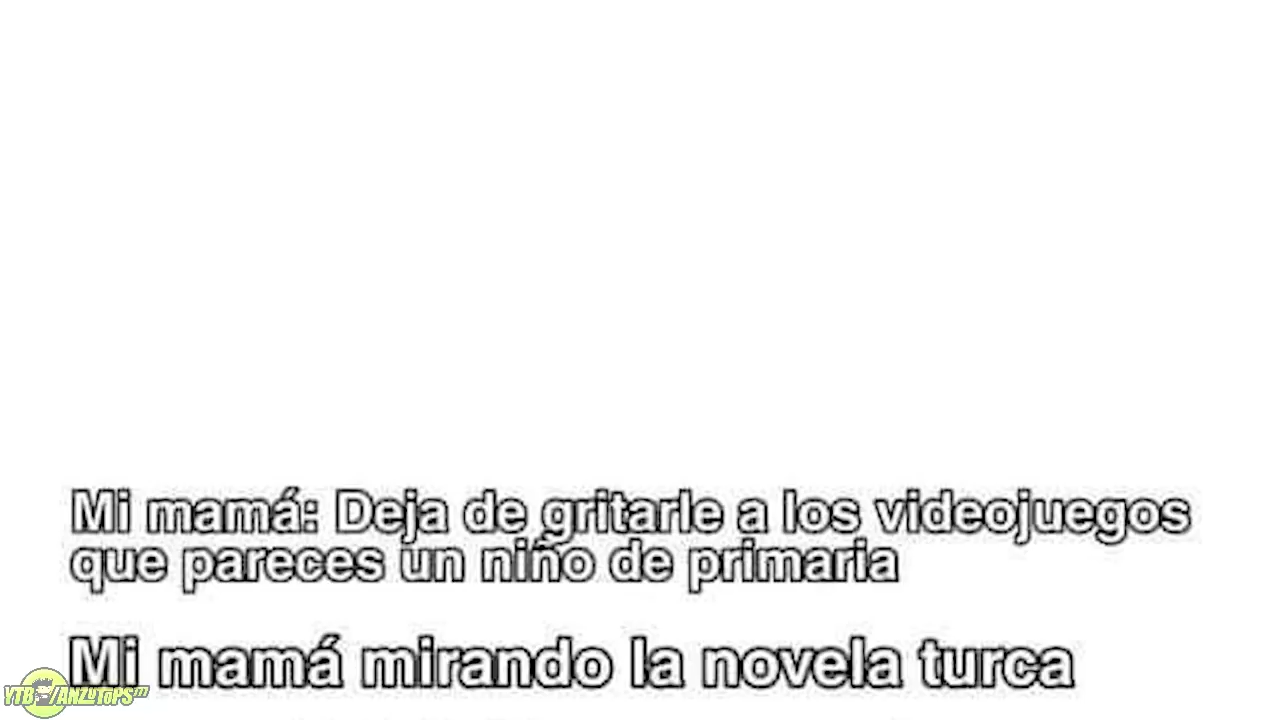 Mi mamá: Deja de gritarle a los videojuegos
que pareces un niño de primaria
Mi mamá mirando la novela turca